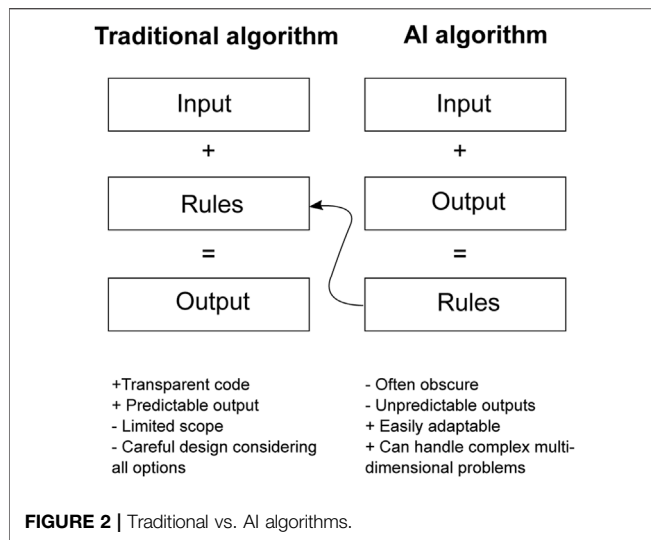 Traditional algorithm
Input
+
Rules
=
Output
+Transparent code
+ Predictable output
- Limited scope
- Careful design considering
all options
AI algorithm
Input
+
Output
=
Rules
- Often obscure
- Unpredictable outputs
+ Easily adaptable
+ Can handle complex multi-
dimensional problems
FIGURE 2 | Traditional vs. AI algorithms.